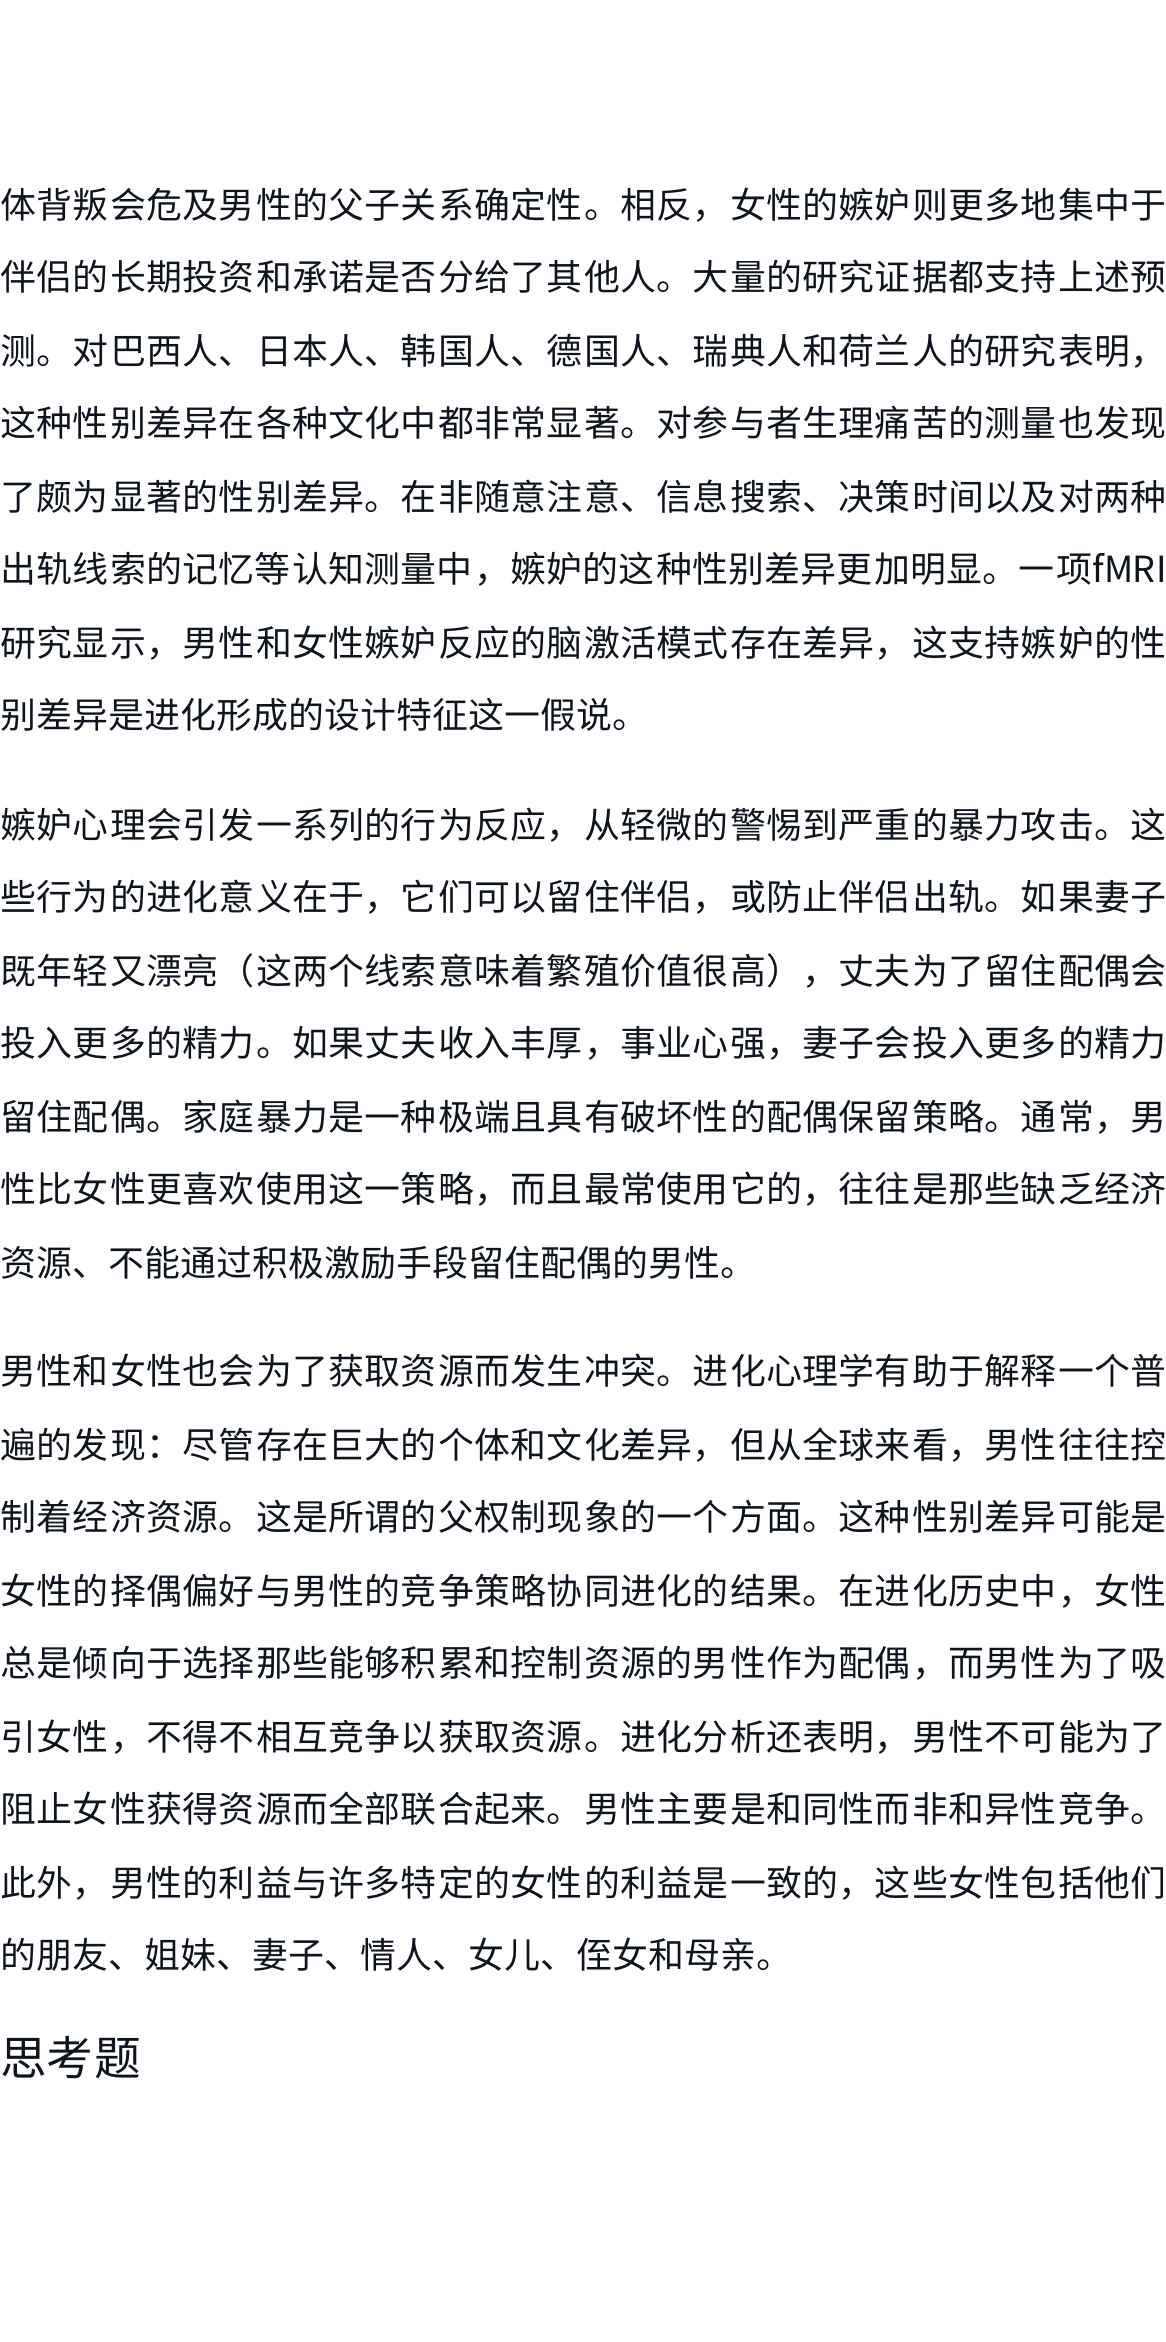 体背叛会危及男性的父子关系确定性。相反，女性的嫉妒则更多地集中于
伴侣的长期投资和承诺是否分给了其他人。大量的研究证据都支持上述预
测。对巴西人、日本人、韩国人、德国人、瑞典人和荷兰人的研究表明，
这种性别差异在各种文化中都非常显著。对参与者生理痛苦的测量也发现
了颇为显著的性别差异。在非随意注意、信息搜索、决策时间以及对两种
出轨线索的记忆等认知测量中，嫉妒的这种性别差异更加明显。一项fMRI
研究显示，男性和女性嫉妒反应的脑激活模式存在差异，这支持嫉妒的性
别差异是进化形成的设计特征这一假说。
嫉妒心理会引发一系列的行为反应，从轻微的警惕到严重的暴力攻击。这
些行为的进化意义在于，它们可以留住伴侣，或防止伴侣出轨。如果妻子
既年轻又漂亮（这两个线索意味着繁殖价值很高），丈夫为了留住配偶会
投入更多的精力。如果丈夫收入丰厚，事业心强，妻子会投入更多的精力
留住配偶。家庭暴力是一种极端且具有破坏性的配偶保留策略。通常，男
性比女性更喜欢使用这一策略，而且最常使用它的，往往是那些缺乏经济
资源、不能通过积极激励手段留住配偶的男性。
男性和女性也会为了获取资源而发生冲突。进化心理学有助于解释一个普
遍的发现：尽管存在巨大的个体和文化差异，但从全球来看，男性往往控
制着经济资源。这是所谓的父权制现象的一个方面。这种性别差异可能是
女性的择偶偏好与男性的竞争策略协同进化的结果。在进化历史中，女性
总是倾向于选择那些能够积累和控制资源的男性作为配偶，而男性为了吸
引女性，不得不相互竞争以获取资源。进化分析还表明，男性不可能为了
阻止女性获得资源而全部联合起来。男性主要是和同性而非和异性竞争。
此外，男性的利益与许多特定的女性的利益是一致的，这些女性包括他们
的朋友、姐妹、妻子、情人、女儿、侄女和母亲。
思考题